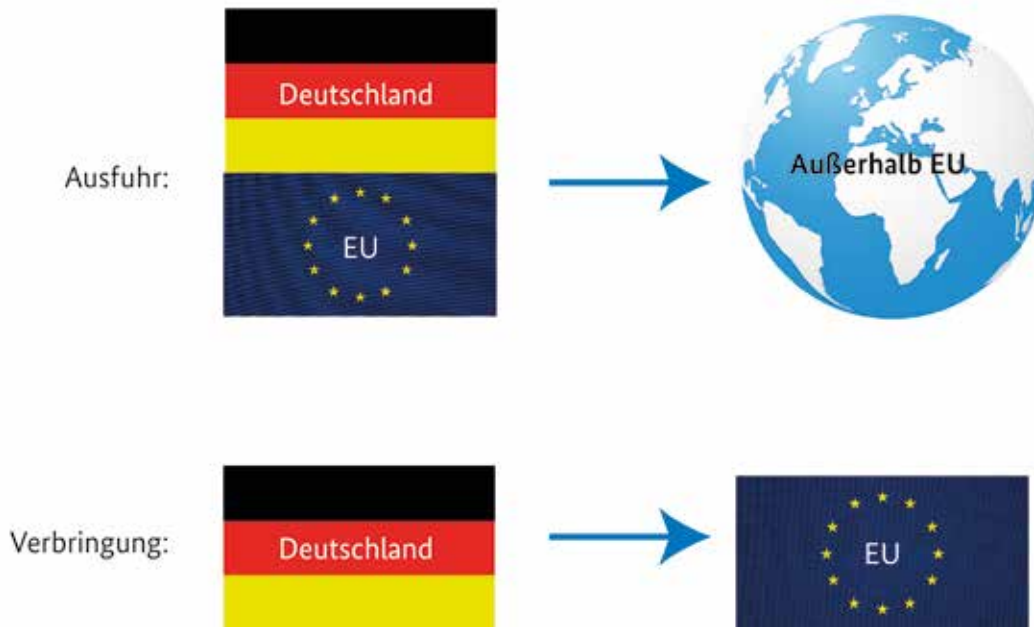 Ausfuhr:
Deutschland
EU
Außerhalb EU
Verbringung:
Deutschland
EU